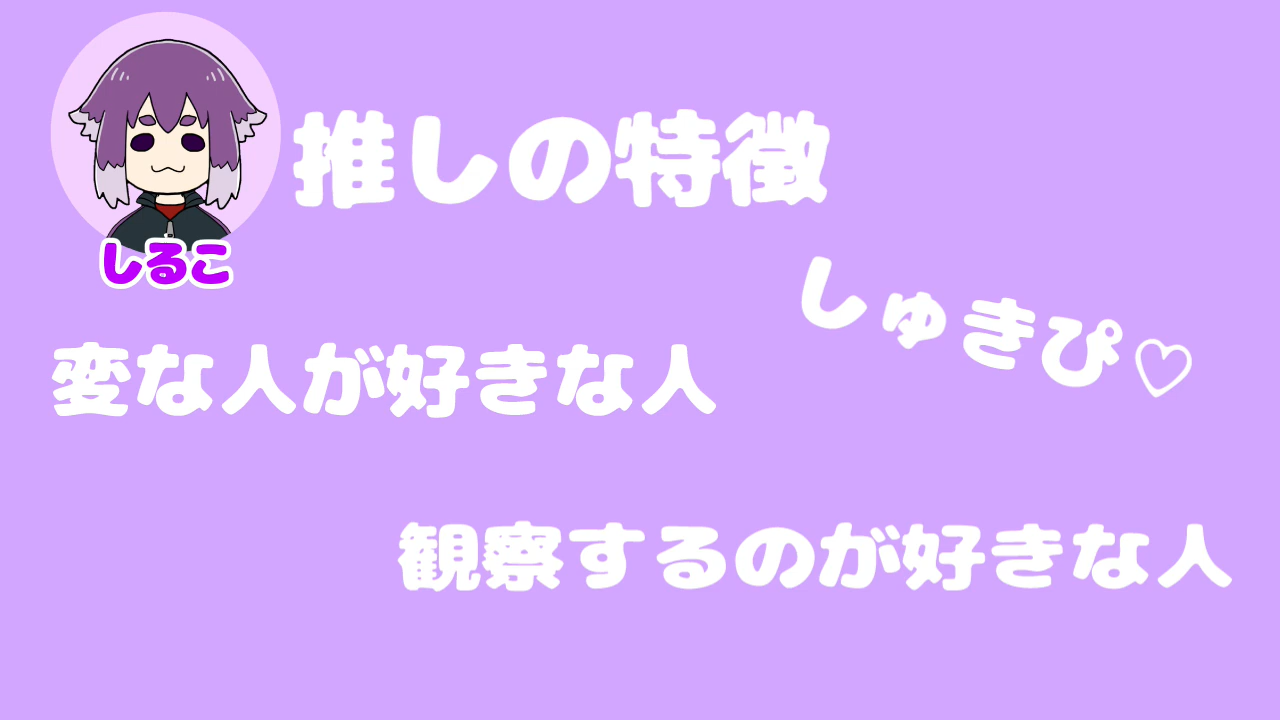 推しの特徴
しるこ
しゅきぴ♡
変な人が好きな人
観察するのが好きな人